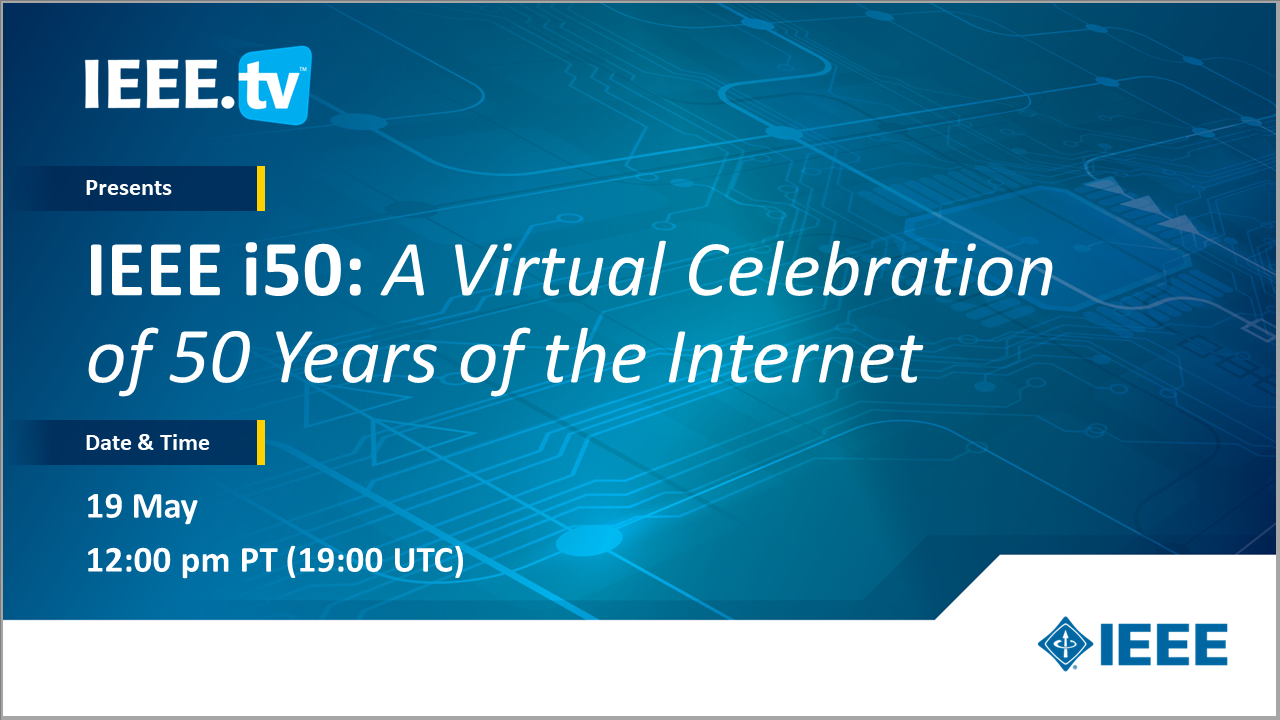 IEEE.tv™
Presents
IEEE i50: A Virtual Celebration
of 50 Years of the Internet
Date & Time
19 May
12:00 pm PT (19:00 UTC)
IEEE